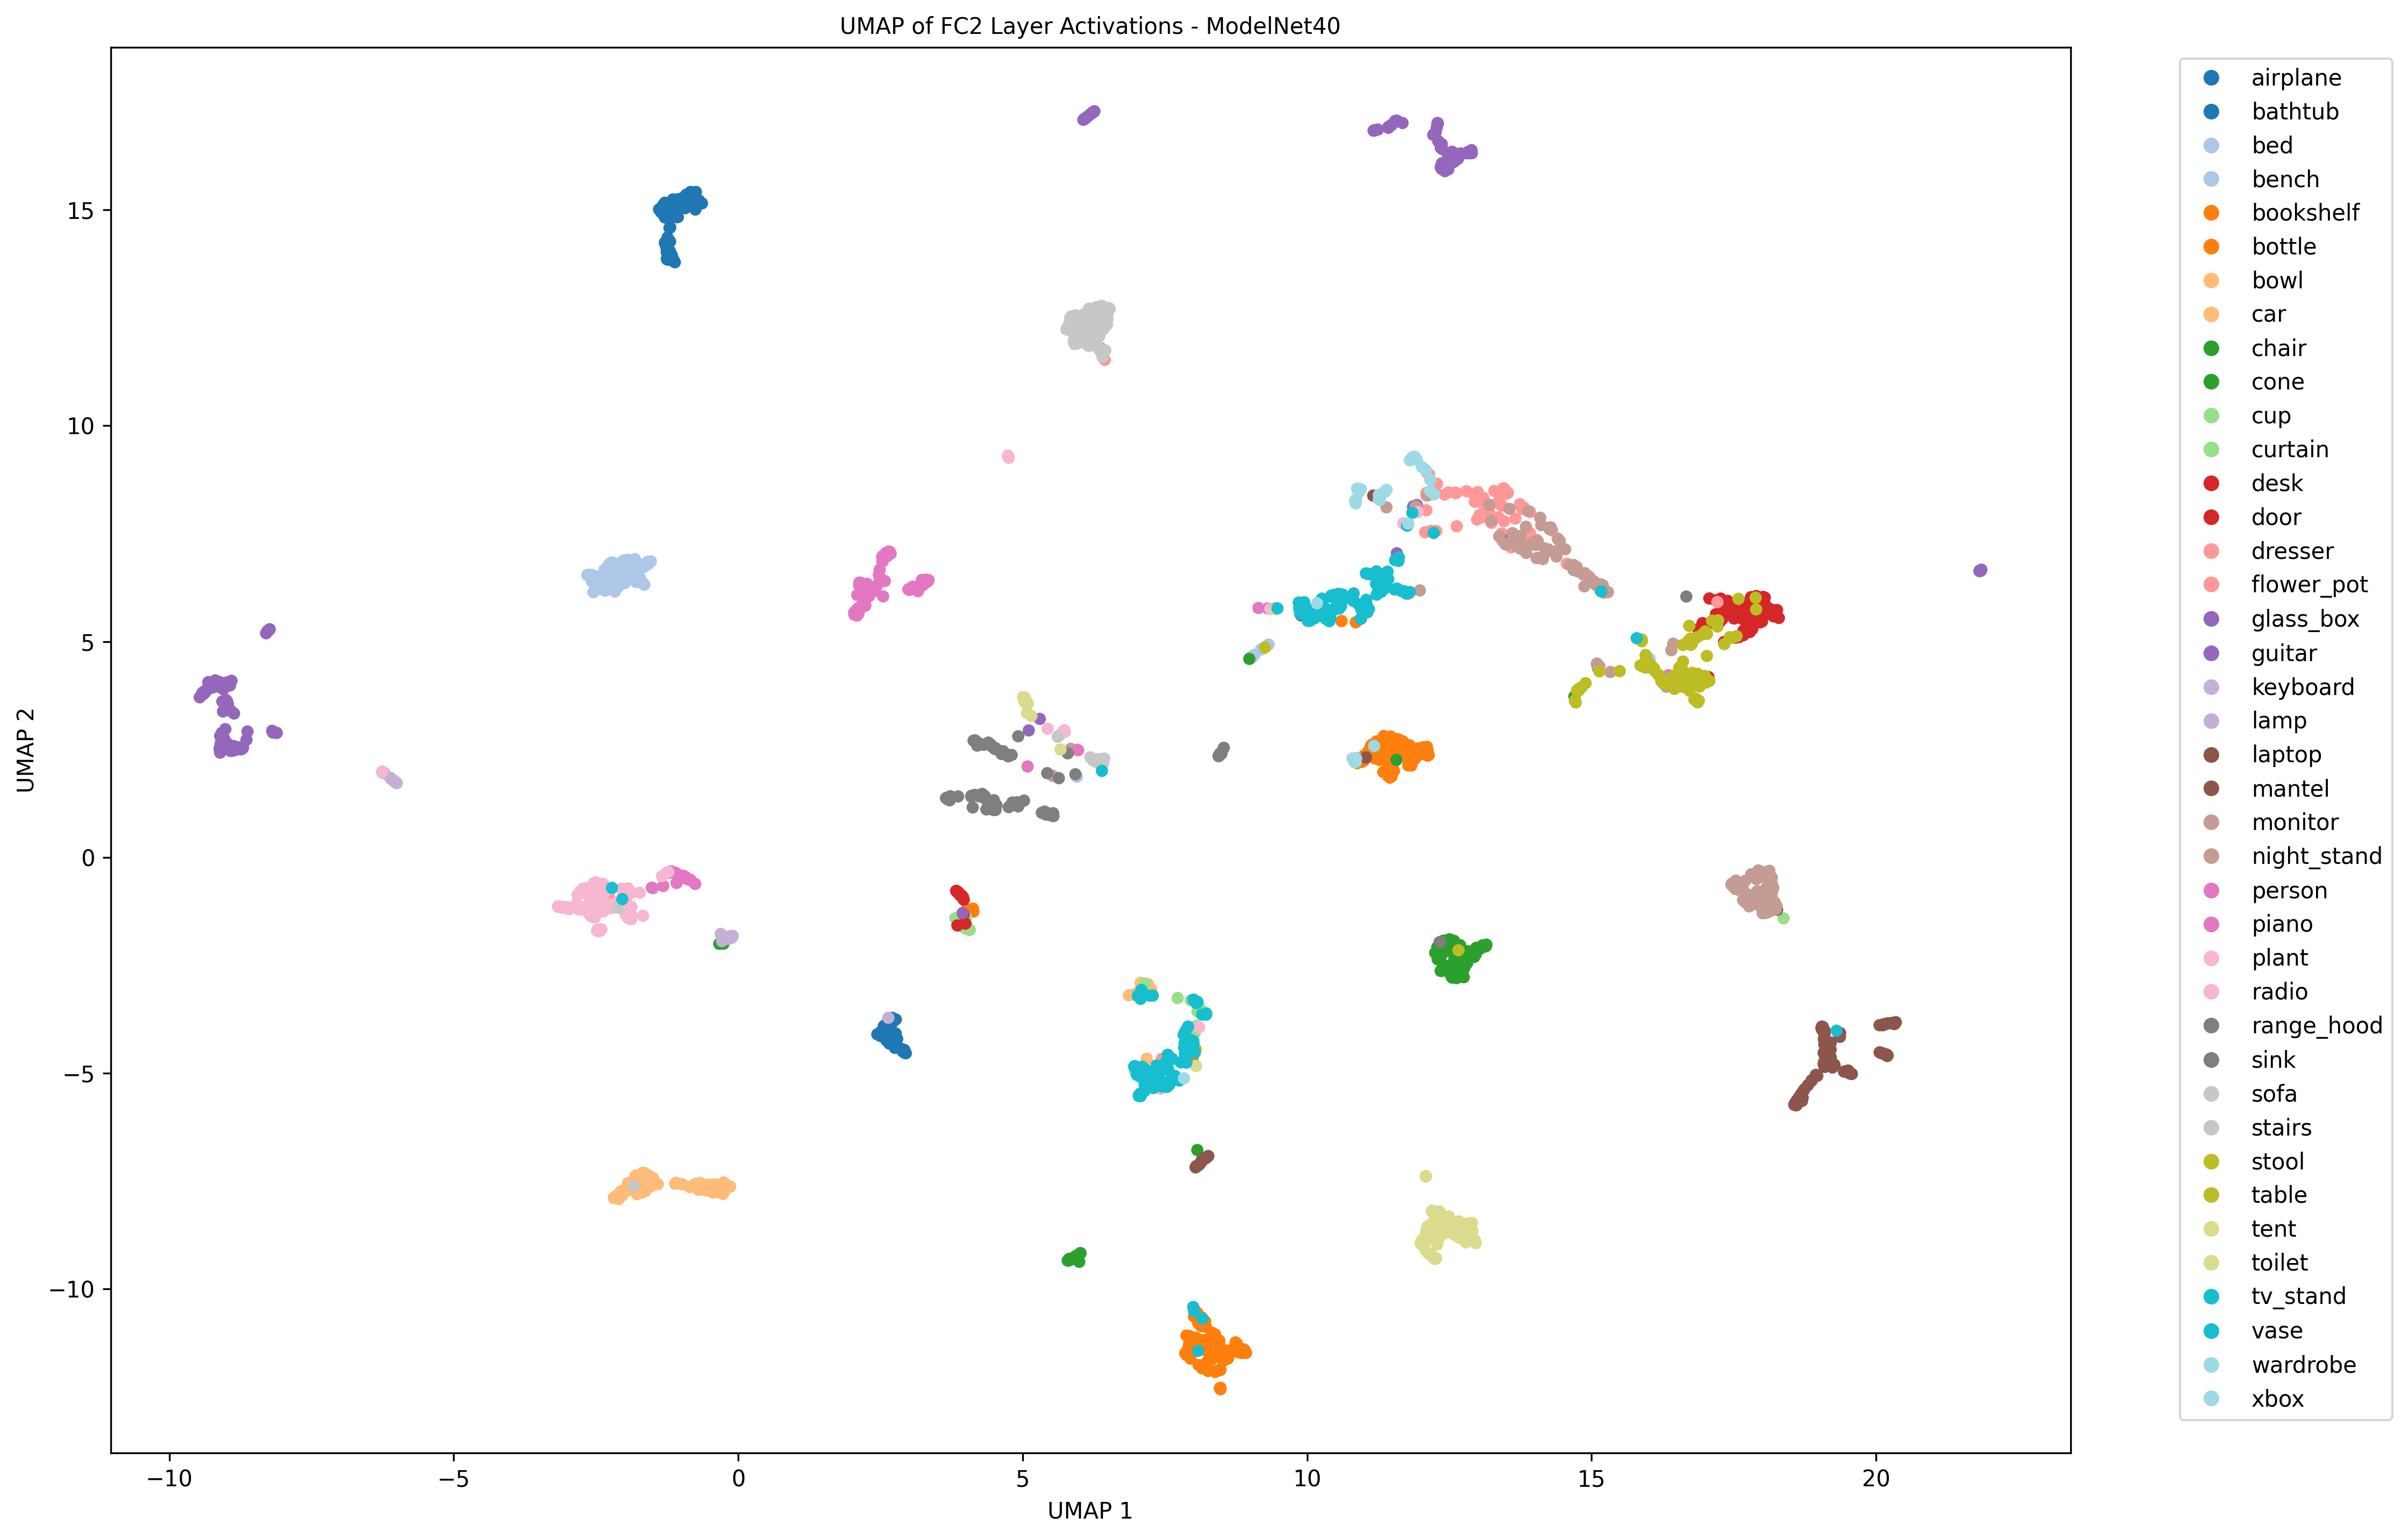 UMAP of FC2 Layer Activations - ModelNet40
15
10
5
0
−5
−10
UMAP 2
−10
−5
0
5
10
15
20
UMAP 1
airplane
bathtub
bed
bench
bookshelf
bottle
bowl
car
chair
cone
cup
curtain
desk
door
dresser
flower_pot
glass_box
guitar
keyboard
lamp
laptop
mantel
monitor
night_stand
person
piano
plant
radio
range_hood
sink
sofa
stairs
stool
table
tent
toilet
tv_stand
vase
wardrobe
xbox